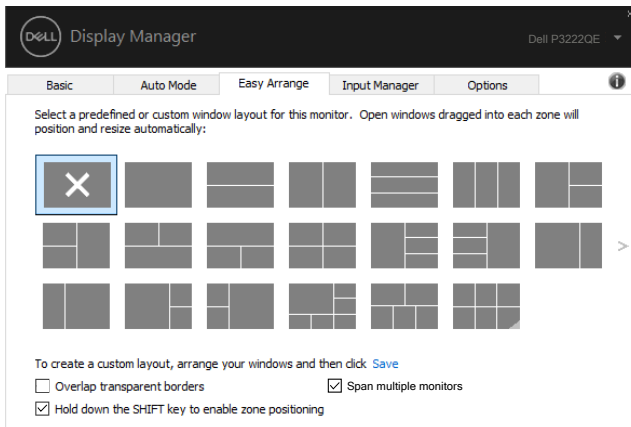 DELL Display Manager
Dell P3222QE
Basic Auto Mode Easy Arrange Input Manager Options
Select a predefined or custom window layout for this monitor. Open windows dragged into each zone will
position and resize automatically:
To create a custom layout, arrange your windows and then click Save
Overlap transparent borders Span multiple monitors
Hold down the SHIFT key to enable zone positioning